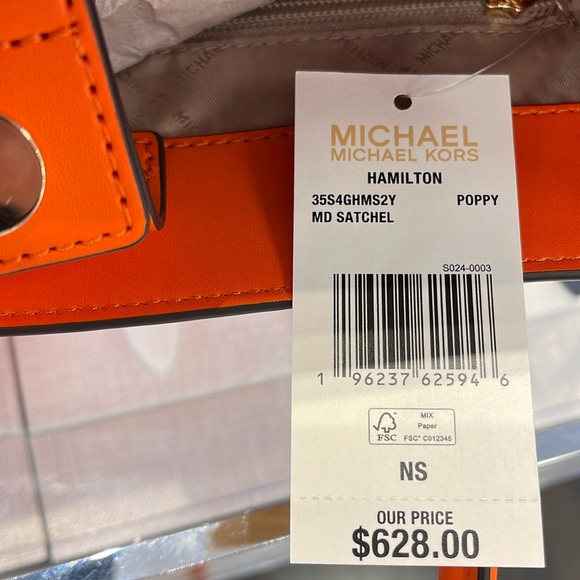 MICHAEL
MICHAEL KORS
HAMILTON
35S4GHMS2Y POPPY
MD SATCHEL
S024-0003
1 96237 62594 6
FSC
MIX
Paper
FSC™ C012345
NS
OUR PRICE
$628.00